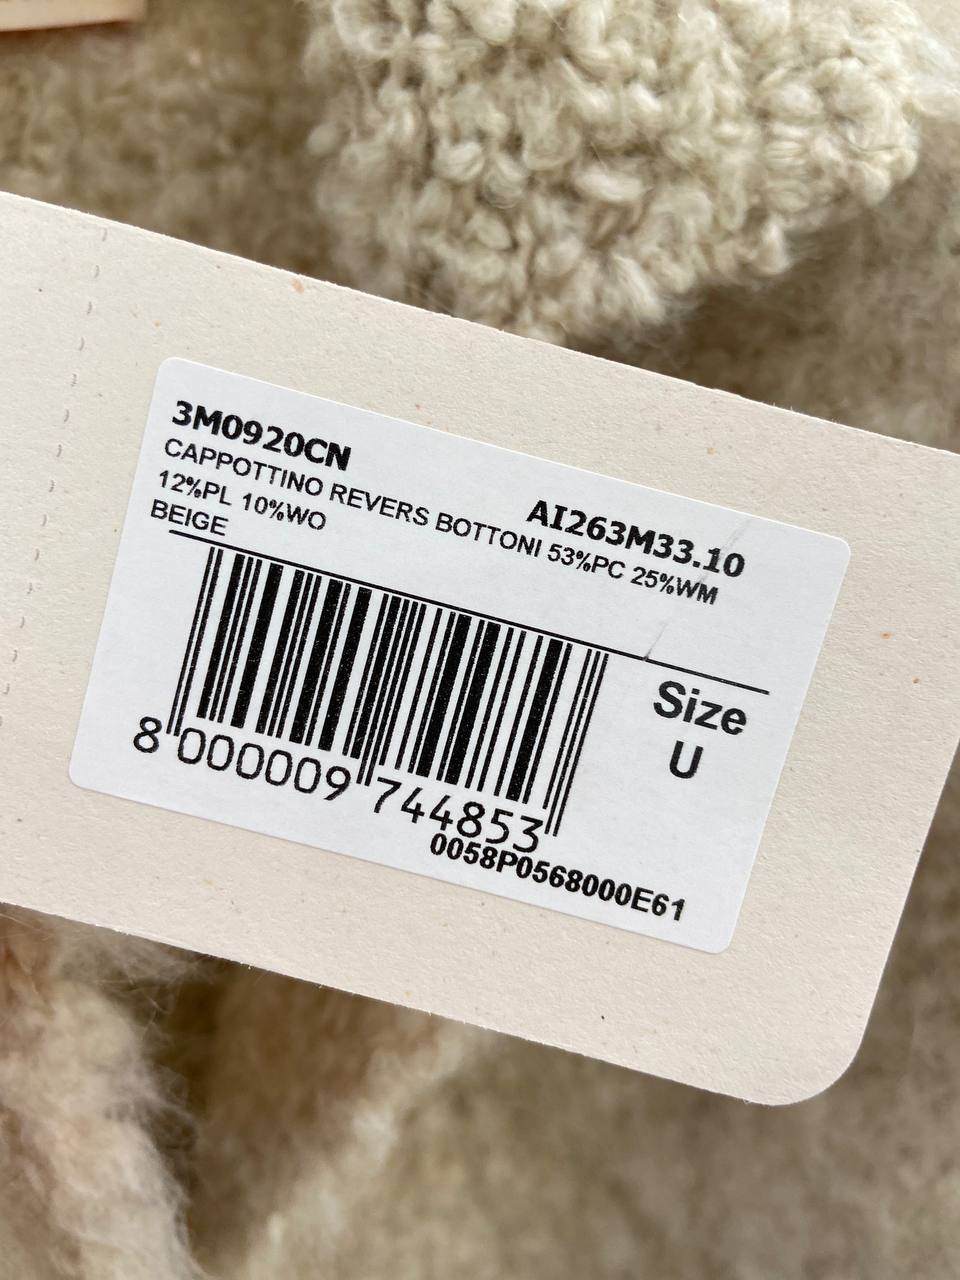 3M0920CN
AI263M33.10
CAPPOTTINO REVERS BOTTONI 53%PC 25%WM
12%PL 10%WO
BEIGE
Size
U
8 000009 744853
0058P0568000E61